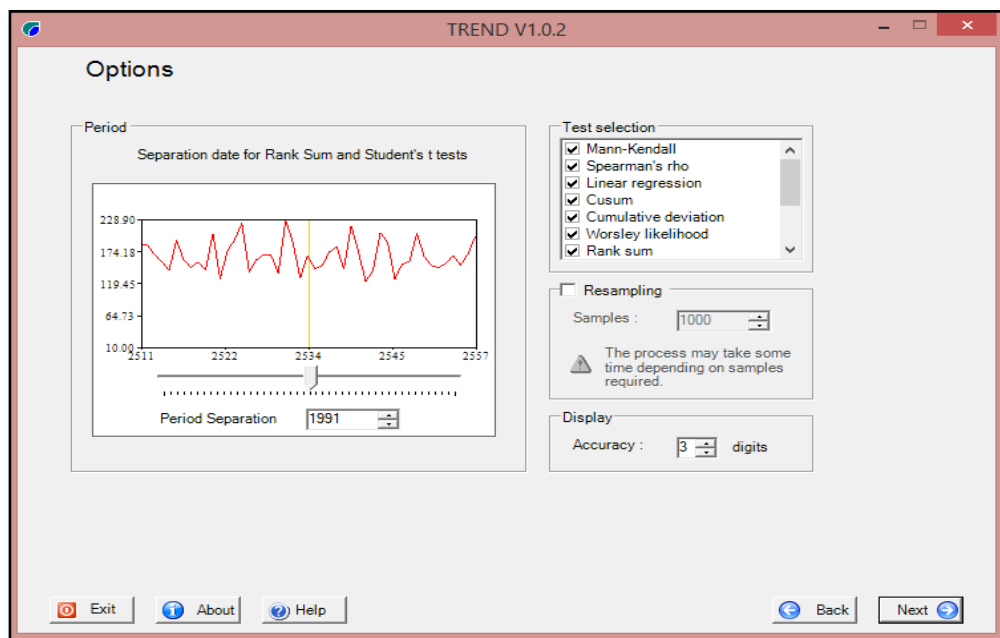 TREND V1.0.2
Options
Period
Separation date for Rank Sum and Student's t tests
228.90
174.18
119.45
64.73
10.00
2511 2522 2534 2545 2557
Period Separation 1991
Test selection
Mann-Kendall
Spearman's rho
Linear regression
Cusum
Cumulative deviation
Worsley likelihood
Rank sum
Resampling
Samples : 1000
The process may take some
time depending on samples
required.
Display
Accuracy : 3 digits
Exit About Help Back Next